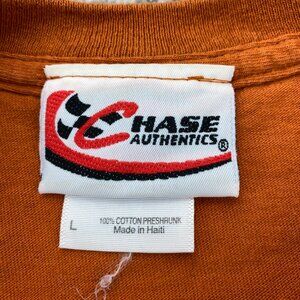 CHASE
AUTHENTICS®
L
100% COTTON PRESHRUNK
Made in Haiti